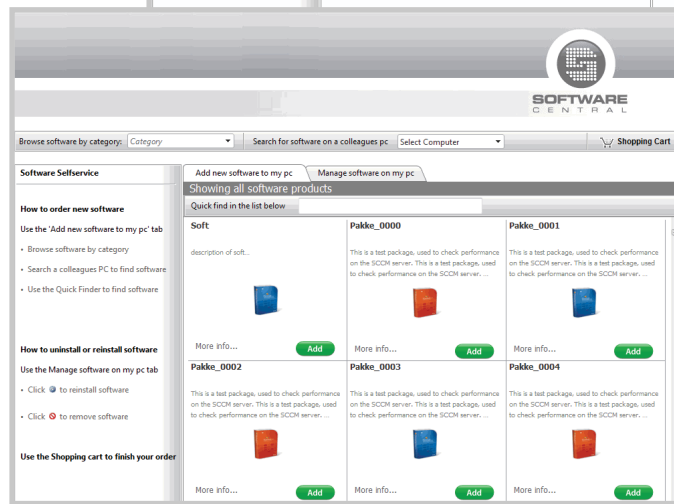 SOFTWARE
CENTRAL
Browse software by category: Category
Search for software on a colleagues pc Select Computer
Shopping Cart
Software Selfservice
How to order new software
Use the 'Add new software to my pc' tab
• Browse software by category
• Search a colleagues PC to find software
• Use the Quick Finder to find software
How to uninstall or reinstall software
Use the Manage software on my pc tab
• Click to reinstall software
• Click to remove software
Use the Shopping cart to finish your order
Add new software to my pc
Manage software on my pc
Showing all software products
Quick find in the list below
Soft
description of soft...
More info...
Add
Pakke_0000
This is a test package, used to check performance
on the SCCM server. This is a test package, used
to check performance on the SCCM server. ...
More info...
Add
Pakke_0001
This is a test package, used to check performance
on the SCCM server. This is a test package, used
to check performance on the SCCM server. ...
More info...
Add
Pakke_0002
This is a test package, used to check performance
on the SCCM server. This is a test package, used
to check performance on the SCCM server. ...
More info...
Add
Pakke_0003
This is a test package, used to check performance
on the SCCM server. This is a test package, used
to check performance on the SCCM server. ...
More info...
Add
Pakke_0004
This is a test package, used to check performance
on the SCCM server. This is a test package, used
to check performance on the SCCM server. ...
More info...
Add